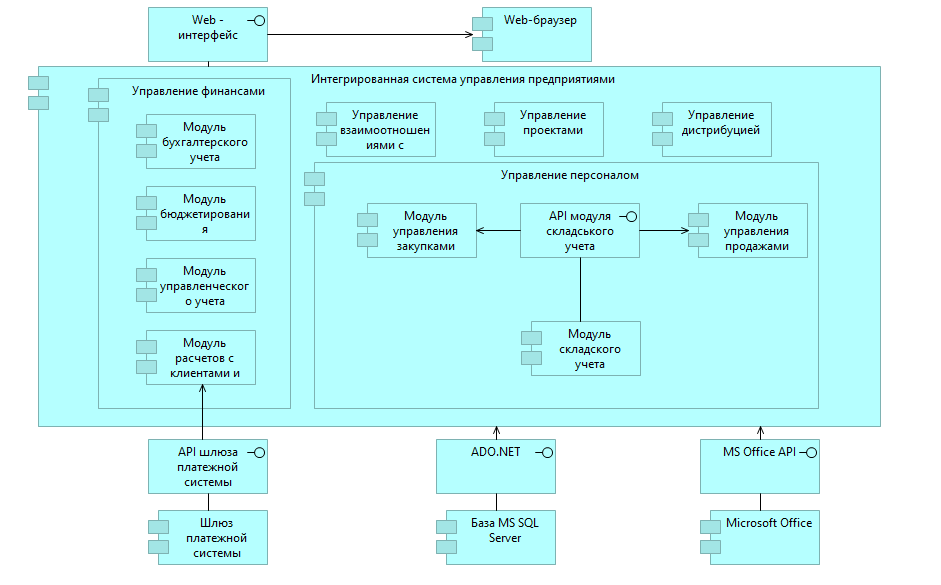 Web -
интерфейс
Web-браузер
Интегрированная система управления предприятиями
Управление финансами
Модуль
бухгалтерского
учета
Модуль
бюджетировани
я
Модуль
управленческог
о учета
Модуль
расчетов с
клиентами и
Управление
взаимоотношен
иями с
Управление
проектами
Управление
дистрибуцией
Управление персоналом
Модуль
управления
закупками
API модуля
складського
учета
Модуль
управления
продажами
Модуль
складского
учета
API шлюза
платежной
системы
ADO.NET
MS Office API
Шлюз
платежной
системы
База MS SQL
Server
Microsoft Office